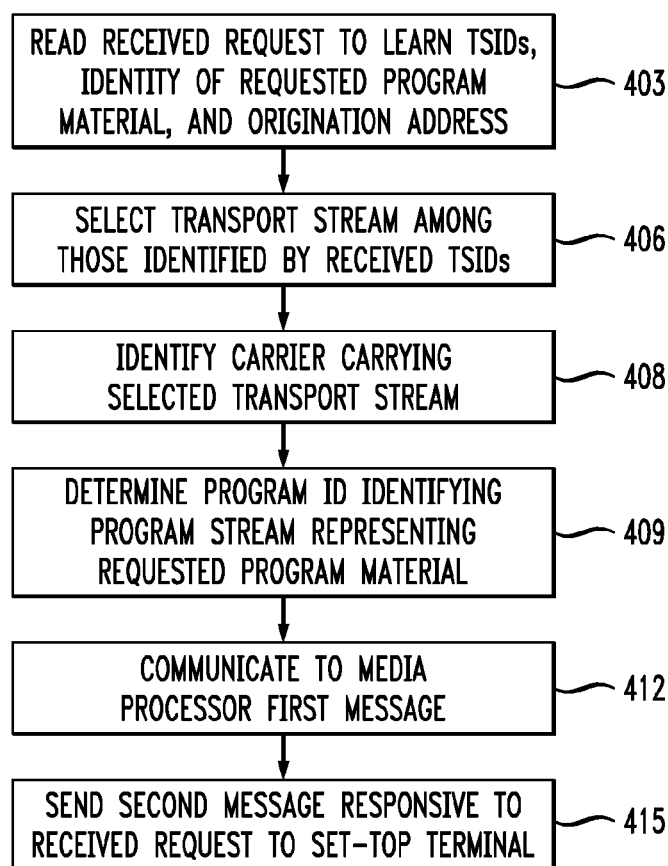 READ RECEIVED REQUEST TO LEARN TSIDs,
IDENTITY OF REQUESTED PROGRAM
MATERIAL, AND ORIGINATION ADDRESS
403
SELECT TRANSPORT STREAM AMONG
THOSE IDENTIFIED BY RECEIVED TSIDs
406
IDENTIFY CARRIER CARRYING
SELECTED TRANSPORT STREAM
408
DETERMINE PROGRAM ID IDENTIFYING
PROGRAM STREAM REPRESENTING
REQUESTED PROGRAM MATERIAL
409
COMMUNICATE TO MEDIA
PROCESSOR FIRST MESSAGE
412
SEND SECOND MESSAGE RESPONSIVE TO
RECEIVED REQUEST TO SET-TOP TERMINAL
415